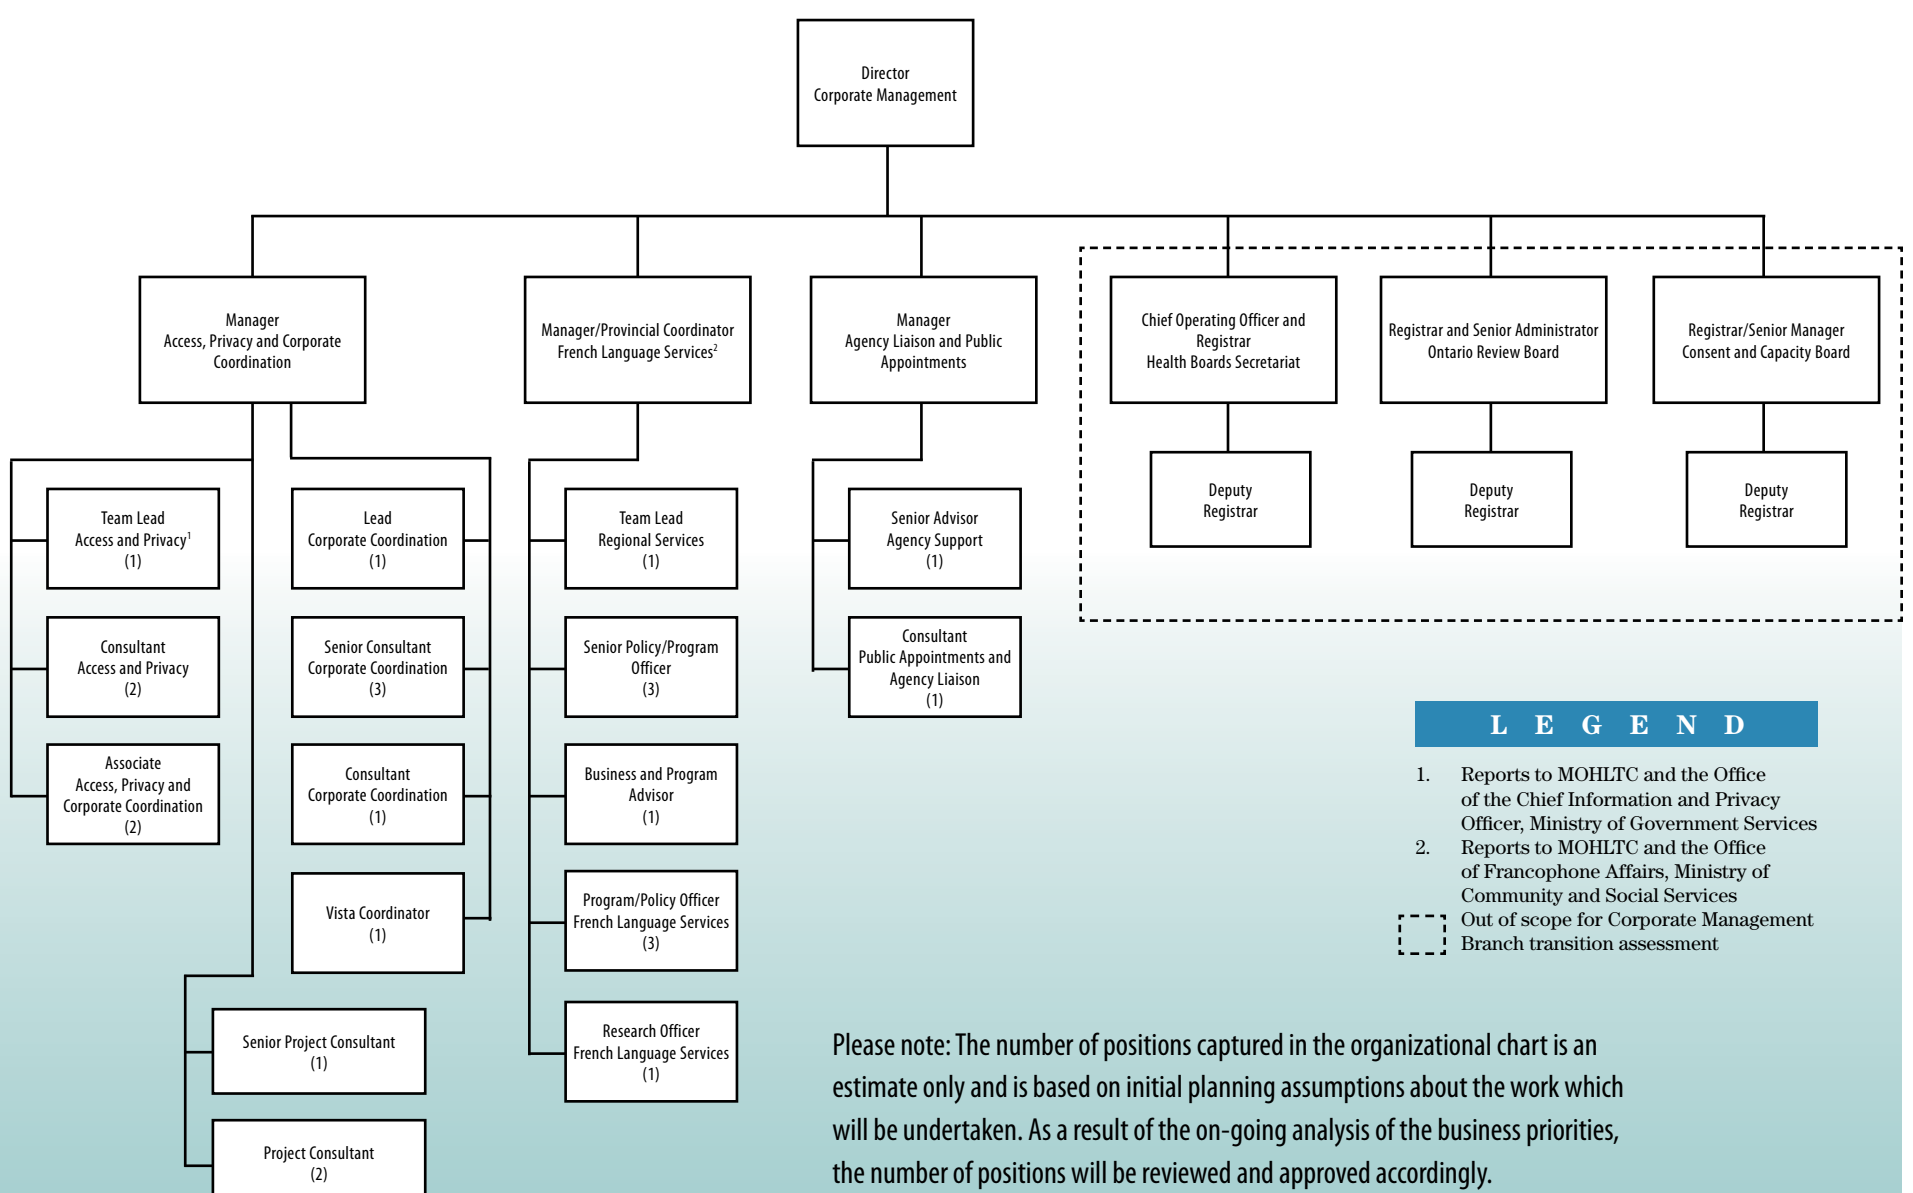 Director
Corporate Management
Manager
Access, Privacy and Corporate
Coordination
Manager/Provincial Coordinator
French Language Services²
Manager
Agency Liaison and Public
Appointments
Chief Operating Officer and
Registrar
Health Boards Secretariat
Registrar and Senior Administrator
Ontario Review Board
Registrar/Senior Manager
Consent and Capacity Board
Team Lead
Access and Privacy¹
(1)
Consultant
Access and Privacy
(2)
Associate
Access, Privacy and
Corporate Coordination
(2)
Lead
Corporate Coordination
(1)
Senior Consultant
Corporate Coordination
(3)
Consultant
Corporate Coordination
(1)
Vista Coordinator
(1)
Senior Project Consultant
(1)
Project Consultant
(2)
Team Lead
Regional Services
(1)
Senior Policy/Program
Officer
(3)
Business and Program
Advisor
(1)
Program/Policy Officer
French Language Services
(3)
Research Officer
French Language Services
(1)
Senior Advisor
Agency Support
(1)
Consultant
Public Appointments and
Agency Liaison
(1)
Deputy
Registrar
Deputy
Registrar
Deputy
Registrar
LEGEND
1. Reports to MOHLTC and the Office
of the Chief Information and Privacy
Officer, Ministry of Government Services
2. Reports to MOHLTC and the Office
of Francophone Affairs, Ministry of
Community and Social Services
Out of scope for Corporate Management
Branch transition assessment
Please note: The number of positions captured in the organizational chart is an
estimate only and is based on initial planning assumptions about the work which
will be undertaken. As a result of the on-going analysis of the business priorities,
the number of positions will be reviewed and approved accordingly.